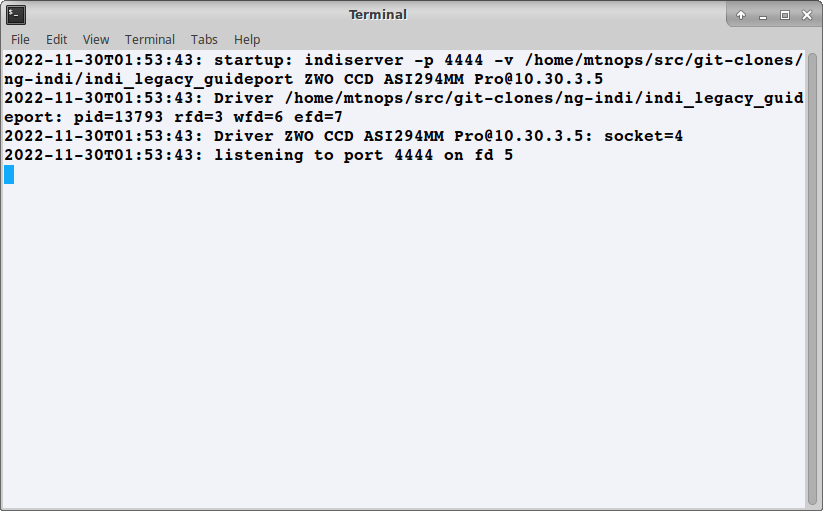 Terminal
File Edit View Terminal Tabs Help
2022-11-30T01:53:43: startup: indiserver -p 4444 -v /home/mtnops/src/git-clones/
ng-indi/indi_legacy_guideport ZWO CCD ASI294MM Pro@10.30.3.5
2022-11-30T01:53:43: Driver /home/mtnops/src/git-clones/ng-indi/indi_legacy_guid
eport: pid=13793 rfd=3 wfd=6 efd=7
2022-11-30T01:53:43: Driver ZWO CCD ASI294MM Pro@10.30.3.5: socket=4
2022-11-30T01:53:43: listening to port 4444 on fd 5